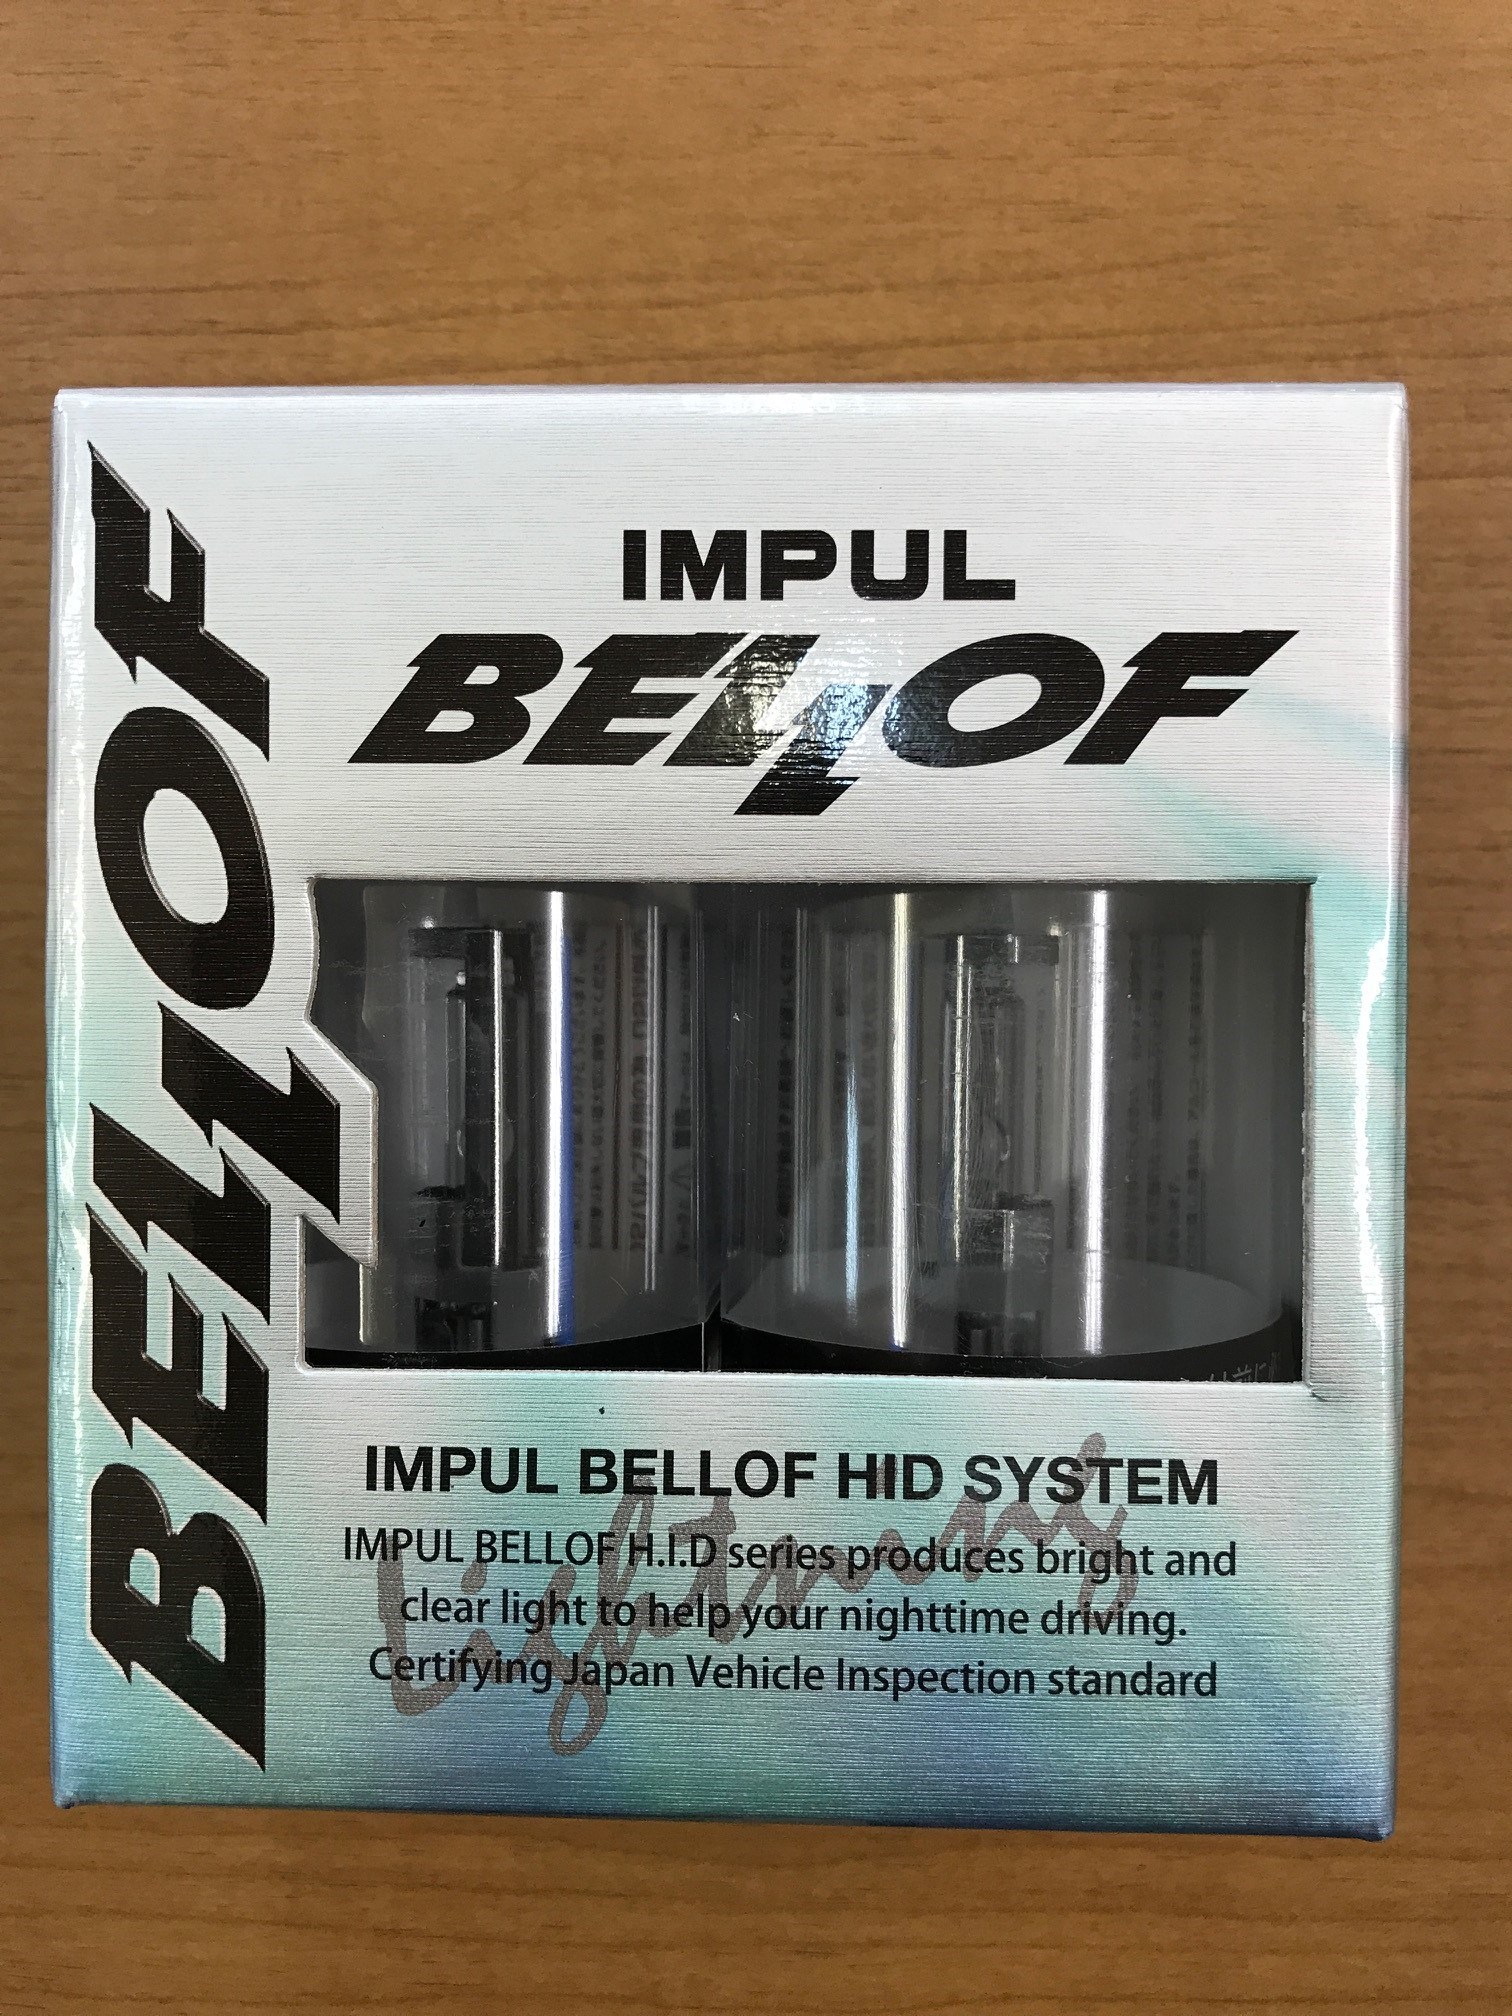 BELLOF
IMPUL
BELLOF
IMPUL BELLOF HID SYSTEM
Lightning
IMPUL BELLOF H.I.D series produces bright and
clear light to help your nighttime driving.
Certifying Japan Vehicle Inspection standard